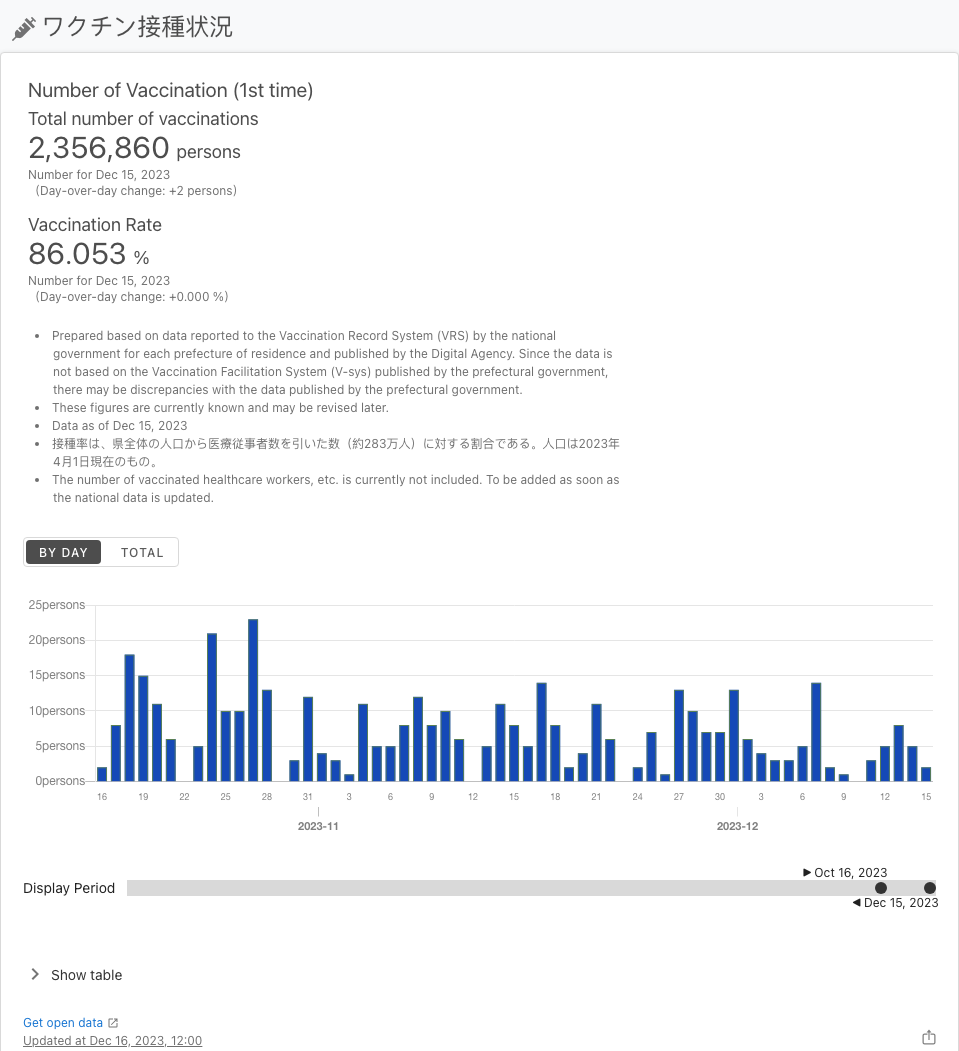 ワクチン接種状況
Number of Vaccination (1st time)
Total number of vaccinations
2,356,860 persons
Number for Dec 15, 2023
(Day-over-day change: +2 persons)
Vaccination Rate
86.053 %
Number for Dec 15, 2023
(Day-over-day change: +0.000 %)
• Prepared based on data reported to the Vaccination Record System (VRS) by the national
government for each prefecture of residence and published by the Digital Agency. Since the data is
not based on the Vaccination Facilitation System (V-sys) published by the prefectural government,
there may be discrepancies with the data published by the prefectural government.
• These figures are currently known and may be revised later.
• Data as of Dec 15, 2023
• 接種率は、県全体の人口から医療従事者数を引いた数（約283万人）に対する割合である。人口は2023年
4月1日現在のもの。
• The number of vaccinated healthcare workers, etc. is currently not included. To be added as soon as
the national data is updated.
BY DAY TOTAL
25persons
20persons
15persons
10persons
5persons
0persons
16 19 22 25 28 31 3 6 9 12 15 18 21 24 27 30 3 6 9 12 15
2023-11 2023-12
Oct 16, 2023
Display Period
Dec 15, 2023
Show table
Get open data
Updated at Dec 16, 2023, 12:00